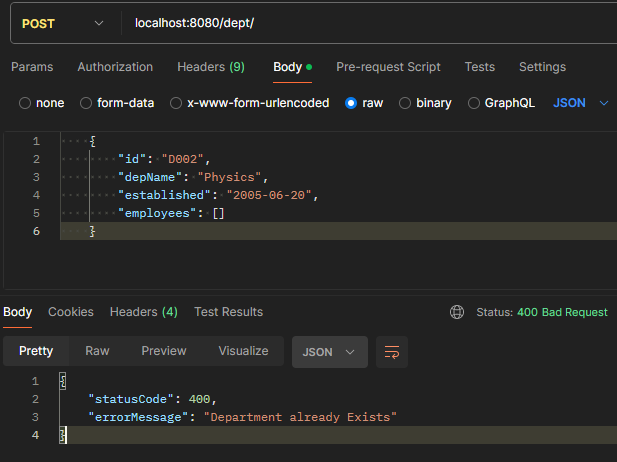 POST localhost:8080/dept/
Params Authorization Headers (9) Body Pre-request Script Tests Settings
none form-data x-www-form-urlencoded raw binary GraphQL JSON
1 {
2 "id": "D002",
3 "depName": "Physics",
4 "established": "2005-06-20",
5 "employees": []
6 }
Body Cookies Headers (4) Test Results Status: 400 Bad Request
Pretty Raw Preview Visualize JSON
1 {
2 "statusCode": 400,
3 "errorMessage": "Department already Exists"
4 }